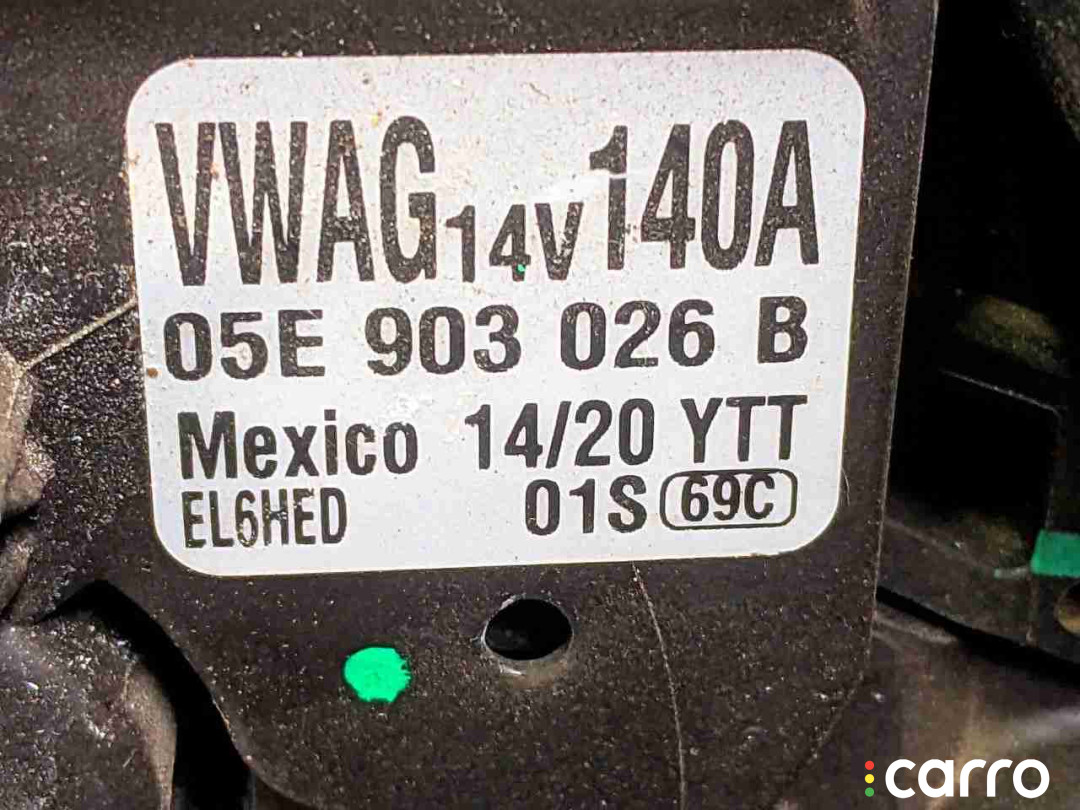 VWAG 14V 140A
05E 903 026 B
Mexico 14/20 YTT
EL6HED 01S 69C
carro